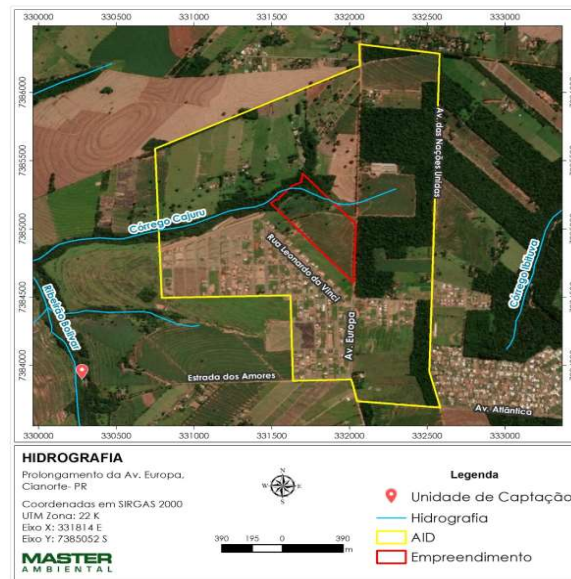 330000 330500 331000 331500 332000 332500 333000
7386000
7385500
7385000
7384500
7384000
Av. das Nações Unidas
Córrego Cajuru
Rua Leonardo da Vinci
Ribeirão Bolivar
Córrego Ibituva
Av. Europa
Estrada dos Amores
Av. Atlântica
330000 330500 331000 331500 332000 332500 333000
HIDROGRAFIA
Prolongamento da Av. Europa,
Cianorte- PR
Coordenadas em SIRGAS 2000
UTM Zona: 22 K
Eixo X: 331814 E
Eixo Y: 7385052 S
MASTER
AMBIENTAL
N
W E
S
390 195 0 390
m
Legenda
Unidade de Captação
Hidrografia
AID
Empreendimento